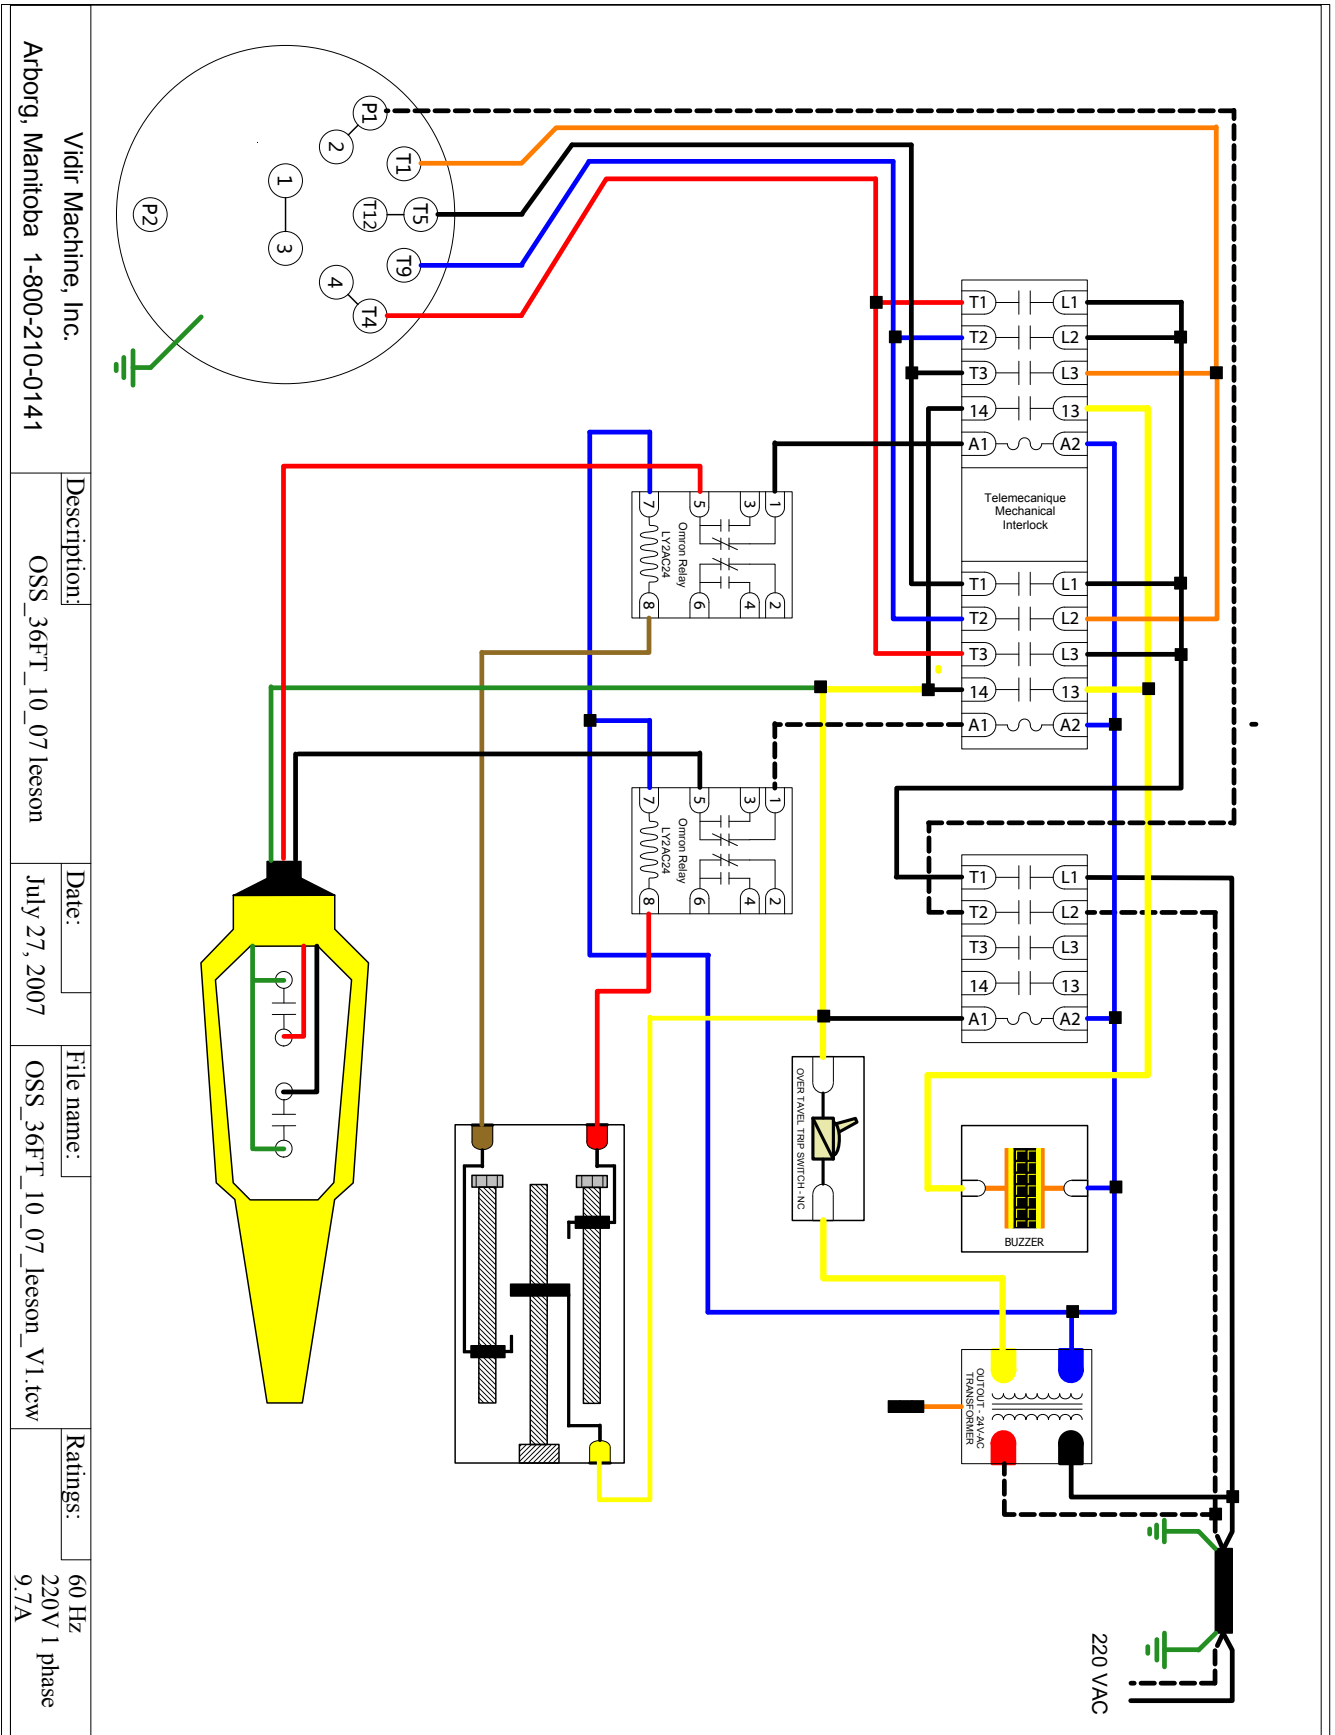 P1
2
T1
1
3
T12
T5
T9
4
T4
P2
T1
L1
T2
L2
T3
L3
14
13
A1
A2
Telemecanique
Mechanical
Interlock
T1
L1
T2
L2
T3
L3
14
13
A1
A2
7
5
3
1
Omron Relay
LY2AC24
8
6
4
2
7
5
3
1
Omron Relay
LY2AC24
8
6
4
2
T1
L1
T2
L2
T3
L3
14
13
A1
A2
OVER TAVEL TRIP SWITCH - NC
BUZZER
OUTOUT - 24V-AC
TRANSFORMER
220 VAC
Vidir Machine, Inc.
Arborg, Manitoba 1-800-210-0141
Description:
OSS_36FT_10_07 leeson
Date:
July 27, 2007
File name:
OSS_36FT_10_07_leeson_V1.tcw
Ratings:
60 Hz
220V 1 phase
9.7A